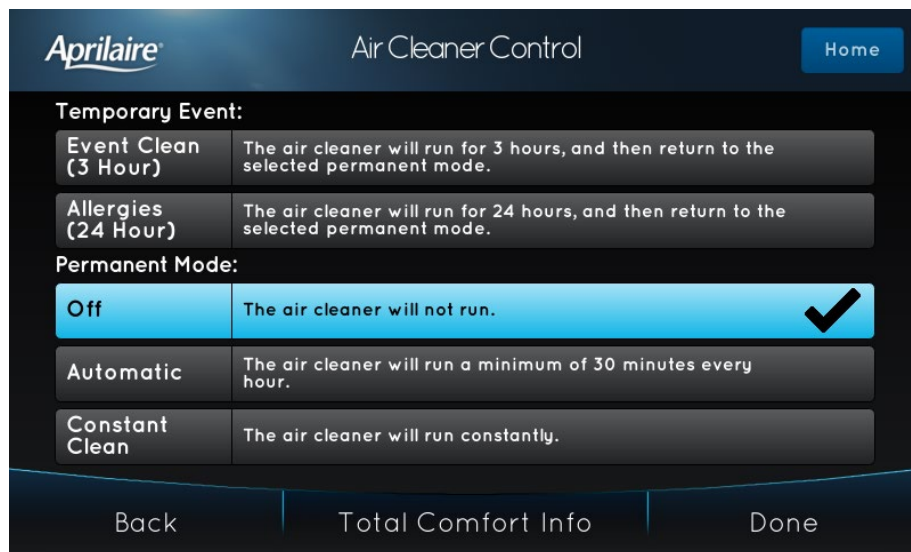 Aprilaire
Air Cleaner Control
Home
Temporary Event:
Event Clean
(3 Hour)
The air cleaner will run for 3 hours, and then return to the
selected permanent mode.
Allergies
(24 Hour)
The air cleaner will run for 24 hours, and then return to the
selected permanent mode.
Permanent Mode:
Off
The air cleaner will not run.
Automatic
The air cleaner will run a minimum of 30 minutes every
hour.
Constant
Clean
The air cleaner will run constantly.
Back
Total Comfort Info
Done